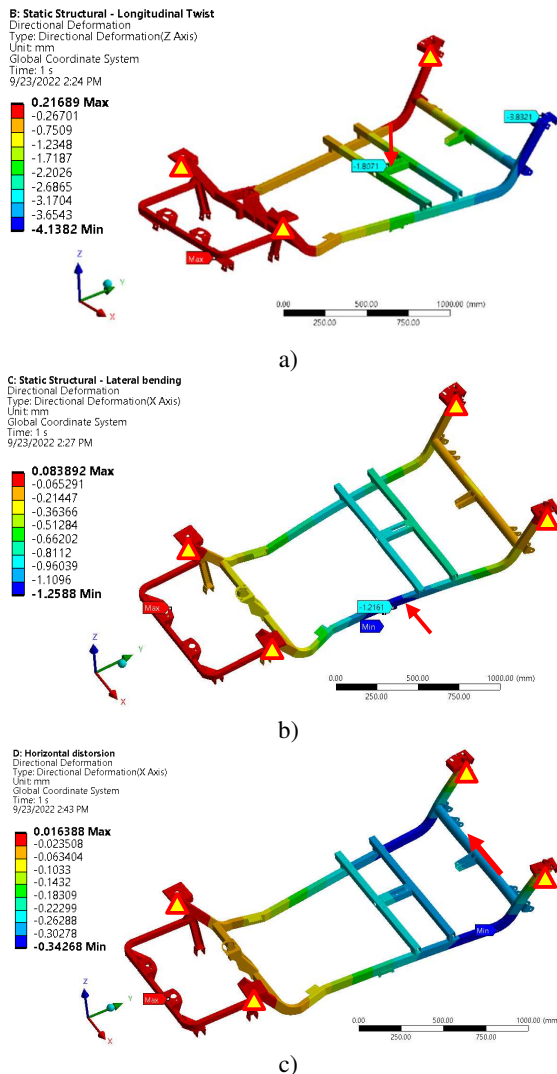 B: Static Structural - Longitudinal Twist
Directional Deformation
Type: Directional Deformation(Z Axis)
Unit: mm
Global Coordinate System
Time: 1 s
9/23/2022 2:24 PM
0.21689 Max
-0.26701
-0.7509
-1.2348
-1.7187
-2.2026
-2.6865
-3.1704
-3.6543
-4.1382 Min
-3.8321
-1.8071
Max
Z
Y
X
0.00 500.00 1000.00 (mm)
250.00 750.00
a)
C: Static Structural - Lateral bending
Directional Deformation
Type: Directional Deformation(X Axis)
Unit: mm
Global Coordinate System
Time: 1 s
9/23/2022 2:27 PM
0.083892 Max
-0.065291
-0.21447
-0.36366
-0.51284
-0.66202
-0.8112
-0.96039
-1.1096
-1.2588 Min
Max
-1.2161
Min
Z
Y
X
0.00 500.00 1000.00 (mm)
250.00 750.00
b)
D: Horizontal distorsion
Directional Deformation
Type: Directional Deformation(X Axis)
Unit: mm
Global Coordinate System
Time: 1 s
9/23/2022 2:43 PM
0.016388 Max
-0.023508
-0.063404
-0.1033
-0.1432
-0.18309
-0.22299
-0.26288
-0.30278
-0.34268 Min
Min
Max
Z
Y
X
0.00 500.00 1000.00 (mm)
250.00 750.00
c)